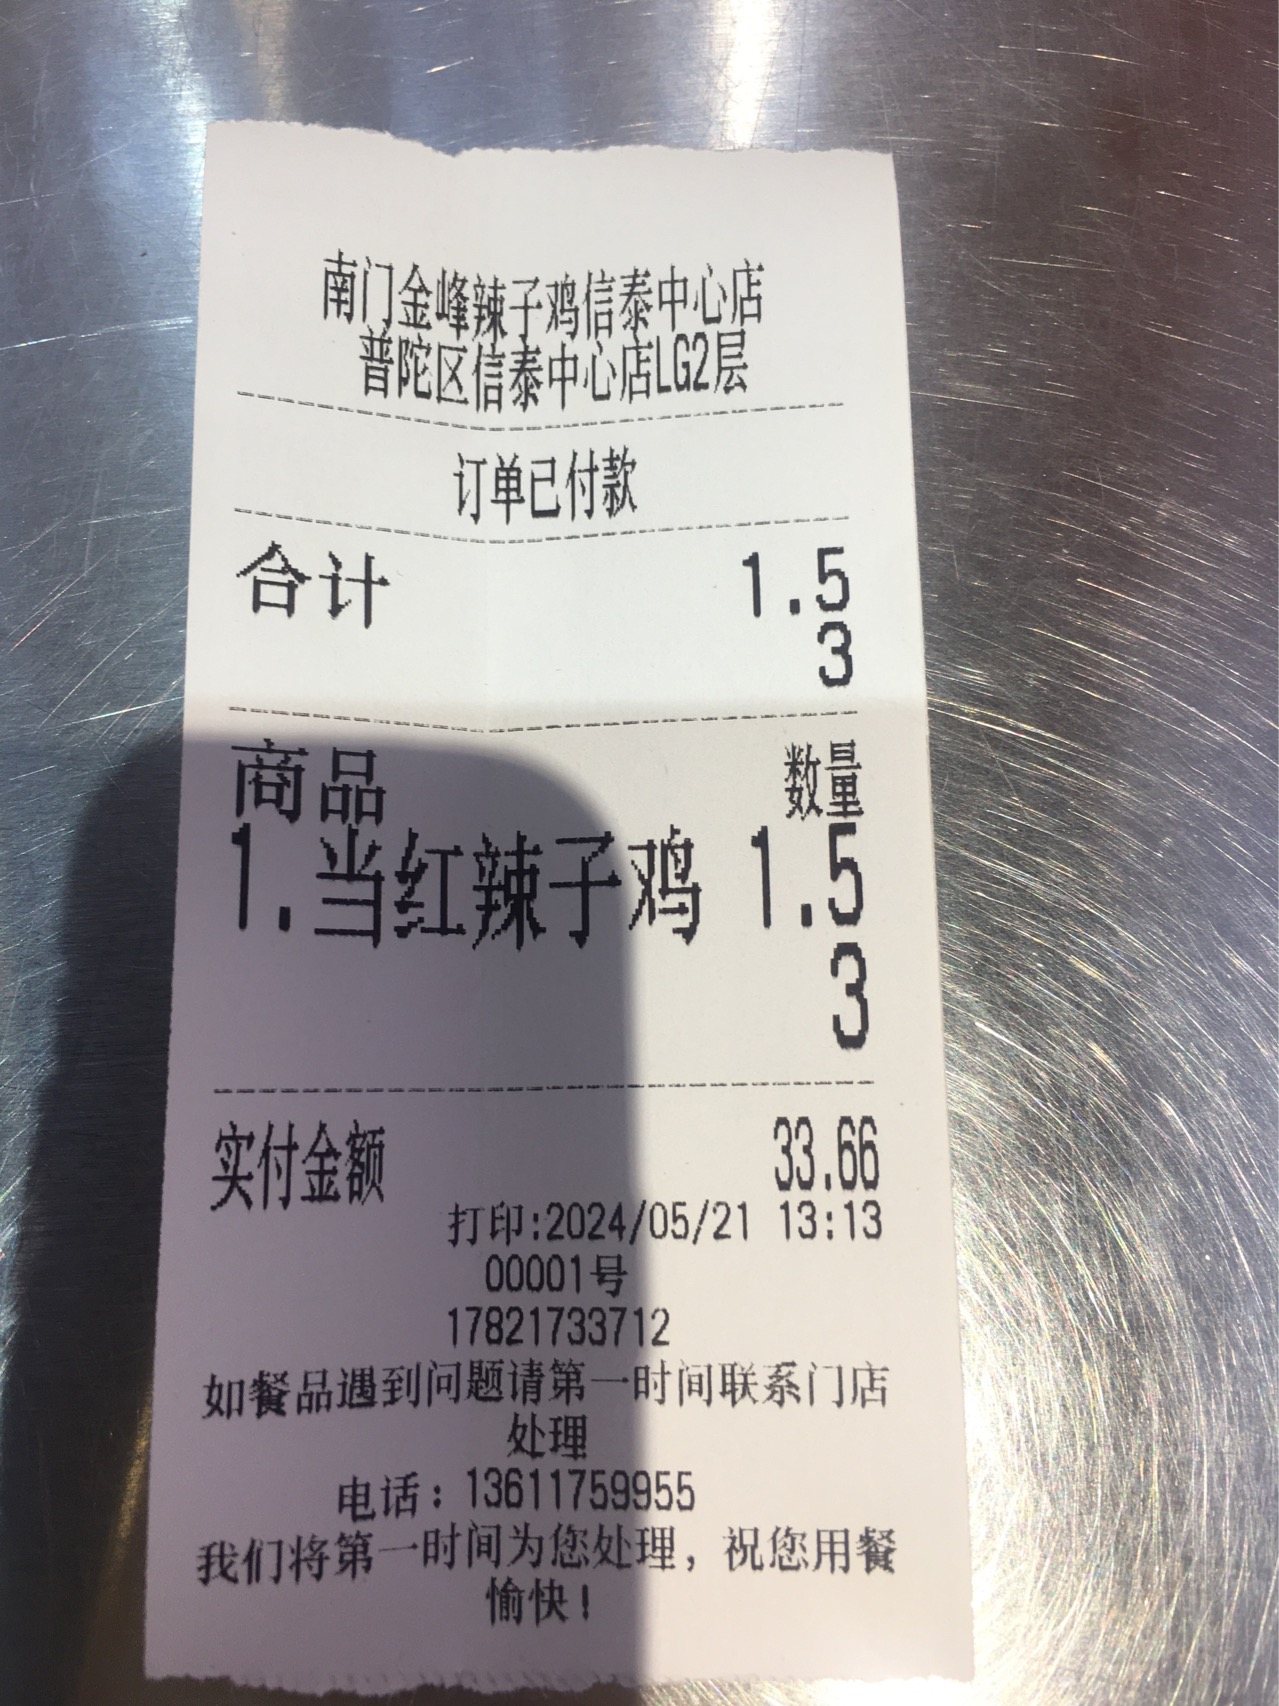 南门金峰辣子鸡信泰中心店
普陀区信泰中心店LG2层
订单已付款
合计 1.5
3
商品 数量
1.当红辣子鸡 1.5
3
实付金额 33.66
打印:2024/05/21 13:13
00001号
17821733712
如餐品遇到问题请第一时间联系门店
处理
电话：13611759955
我们将第一时间为您处理，祝您用餐
愉快！